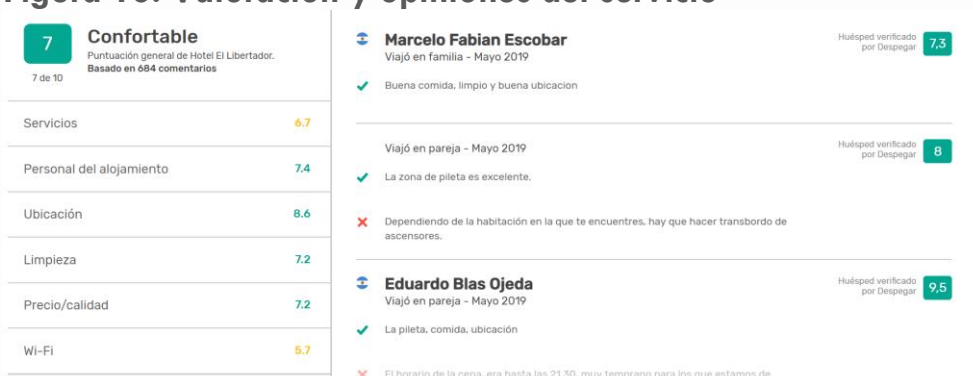 Figura 10. Valoración y opiniones del servicio
7
7 de 10
Confortable
Puntuación general de Hotel El Libertador.
Basado en 684 comentarios
Servicios 6.7
Personal del alojamiento 7.4
Ubicación 8.6
Limpieza 7.2
Precio/calidad 7.2
Wi-Fi 5.7
Marcelo Fabian Escobar
Viajó en familia - Mayo 2019
Huésped verificado
por Despegar
7,3
Buena comida, limpio y buena ubicacion
Viajó en pareja - Mayo 2019
Huésped verificado
por Despegar
8
La zona de pileta es excelente.
Dependiendo de la habitación en la que te encuentres, hay que hacer transbordo de
ascensores.
Eduardo Blas Ojeda
Viajó en pareja - Mayo 2019
Huésped verificado
por Despegar
9,5
La pileta, comida, ubicación
El horario de la cena, era hasta las 21.30, muy temprano para los que estamos de